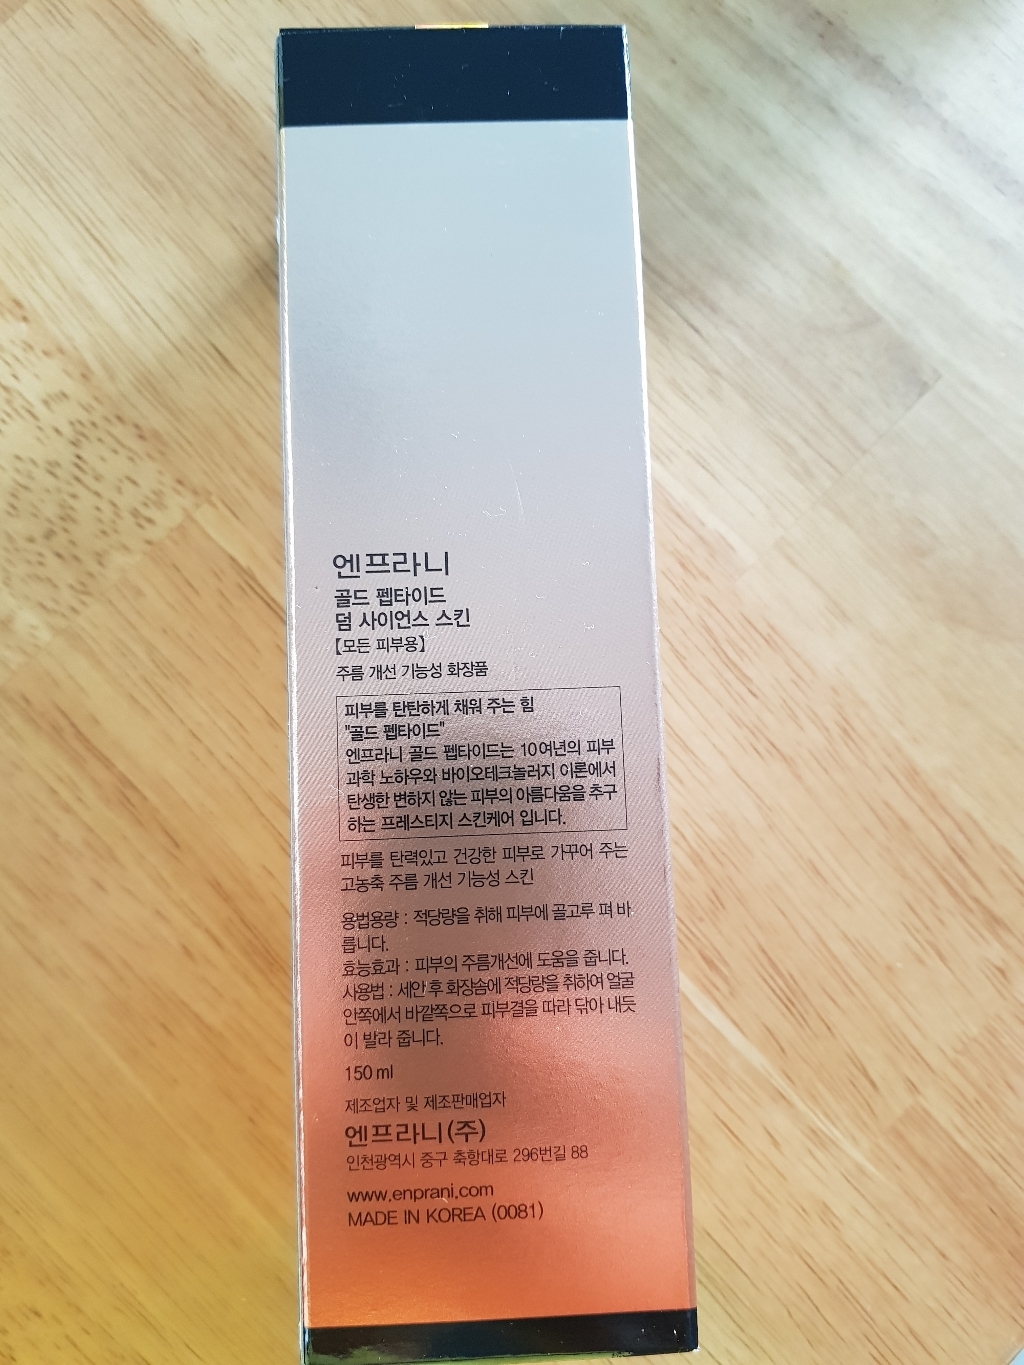 엔프라니
골드 펩타이드
덤 사이언스 스킨
【모든 피부용】
주름 개선 기능성 화장품
피부를 탄탄하게 채워 주는 힘
"골드 펩타이드"
엔프라니 골드 펩타이드는 10여년의 피부
과학 노하우와 바이오테크놀러지 이론에서
탄생한 변하지 않는 피부의 아름다움을 추구
하는 프레스티지 스킨케어 입니다.
피부를 탄력있고 건강한 피부로 가꾸어 주는
고농축 주름 개선 기능성 스킨
용법용량 : 적당량을 취해 피부에 골고루 펴 바
릅니다.
효능효과 : 피부의 주름개선에 도움을 줍니다.
사용법 : 세안 후 화장솜에 적당량을 취하여 얼굴
안쪽에서 바깥쪽으로 피부결을 따라 닦아 내듯
이 발라 줍니다.
150 ml
제조업자 및 제조판매업자
엔프라니(주)
인천광역시 중구 축항대로 296번길 88
www.enprani.com
MADE IN KOREA (0081)